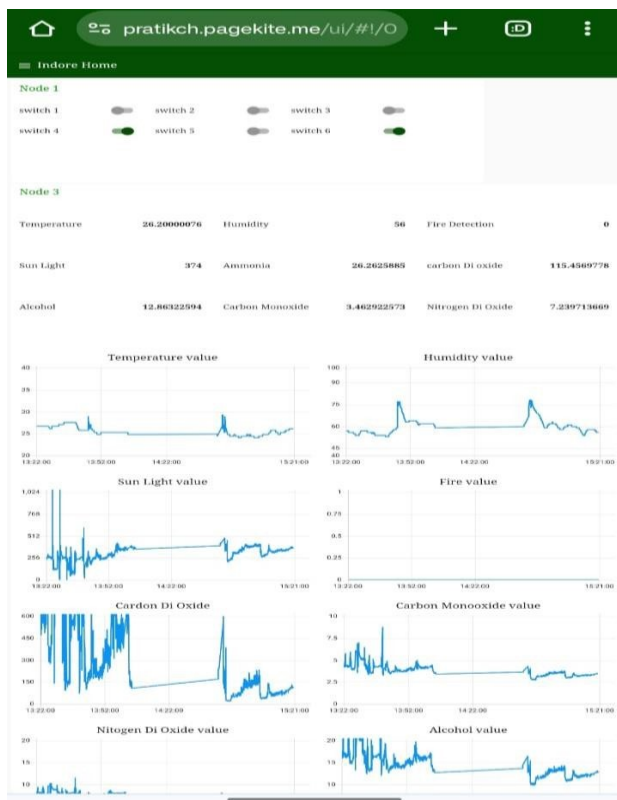 pratikch.pagekite.me/ui/#!/0
:D
Indore Home
Node 1
switch 1 switch 2 switch 3
switch 4 switch 5 switch 6
Node 3
Temperature 26.20000076 Humidity 56 Fire Detection 0
Sun Light 374 Ammonia 26.2625885 carbon Di oxide 115.4569778
Alcohol 12.86322594 Carbon Monoxide 3.462922573 Nitrogen Di Oxide 7.239713669
Temperature value Humidity value
40 100
35 90
30 75
25 60
20 45
40
13:22:00 13:52:00 14:22:00 15:21:00 13:22:00 13:52:00 14:22:00 15:21:00
Sun Light value Fire value
1,024 1
768 0.75
512 0.5
256 0.25
0 0
13:22:00 13:52:00 14:22:00 15:21:00 13:22:00 13:52:00 14:22:00 15:21:00
Cardon Di Oxide Carbon Monooxide value
600 10
450 7.5
300 5
150 2.5
0 0
13:22:00 13:52:00 14:22:00 15:21:00 13:22:00 13:52:00 14:22:00 15:21:00
Nitogen Di Oxide value Alcohol value
20 20
15 15
10 10